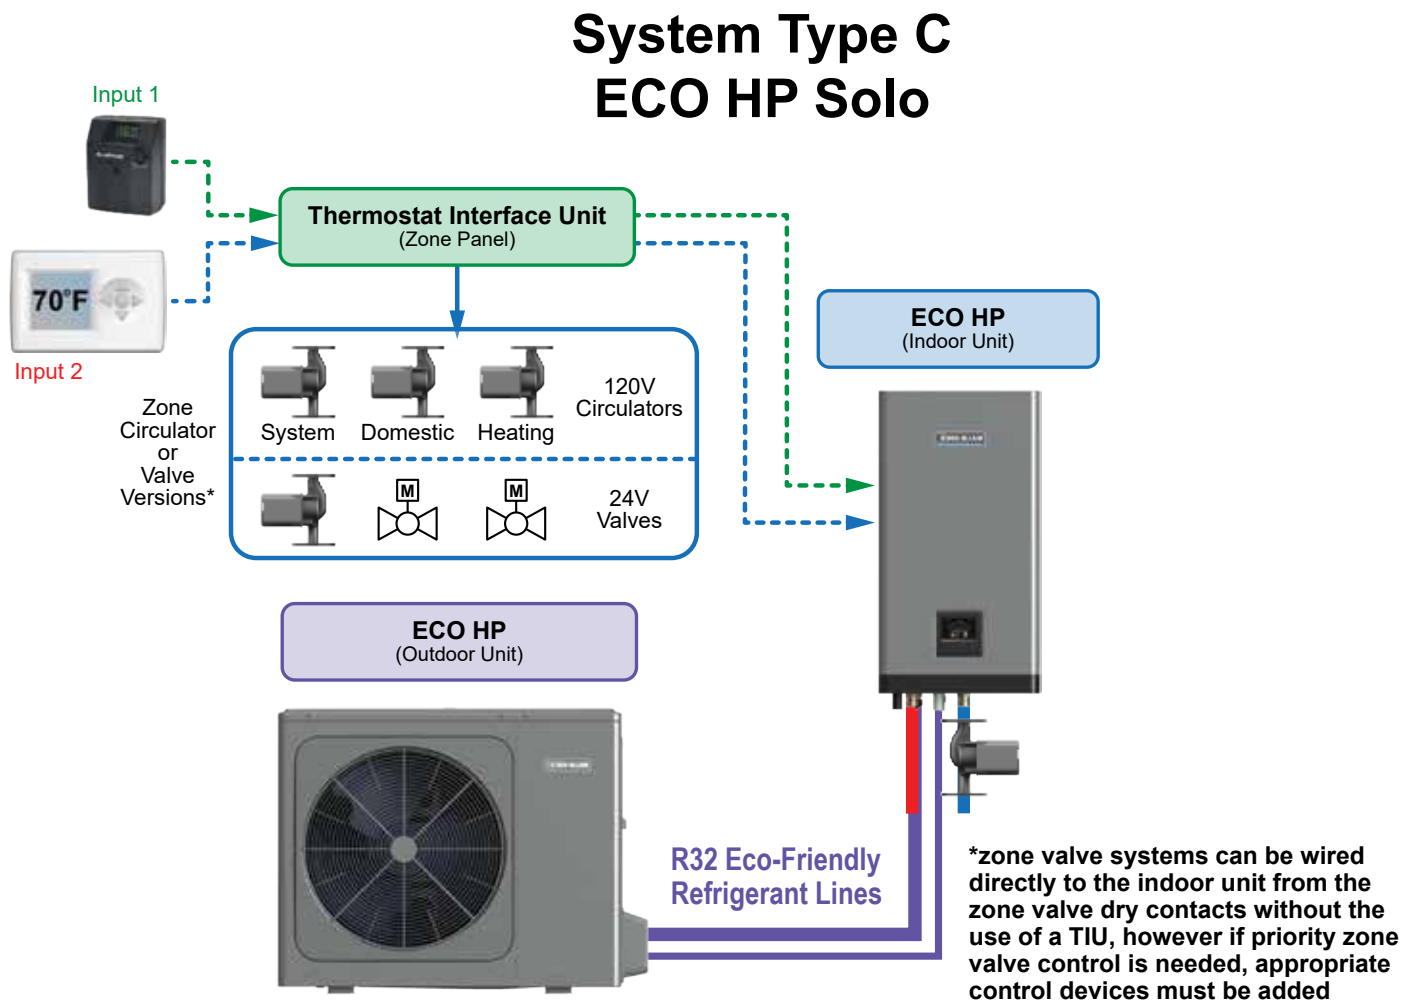 System Type C
ECO HP Solo
Input 1
Thermostat Interface Unit
(Zone Panel)
70°F
Input 2
ECO HP
(Indoor Unit)
Zone
Circulator
or
Valve
Versions*
120V
Circulators
System
Domestic
Heating
M
M
24V
Valves
ECO HP
(Outdoor Unit)
R32 Eco-Friendly
Refrigerant Lines
*zone valve systems can be wired
directly to the indoor unit from the
zone valve dry contacts without the
use of a TIU, however if priority zone
valve control is needed, appropriate
control devices must be added